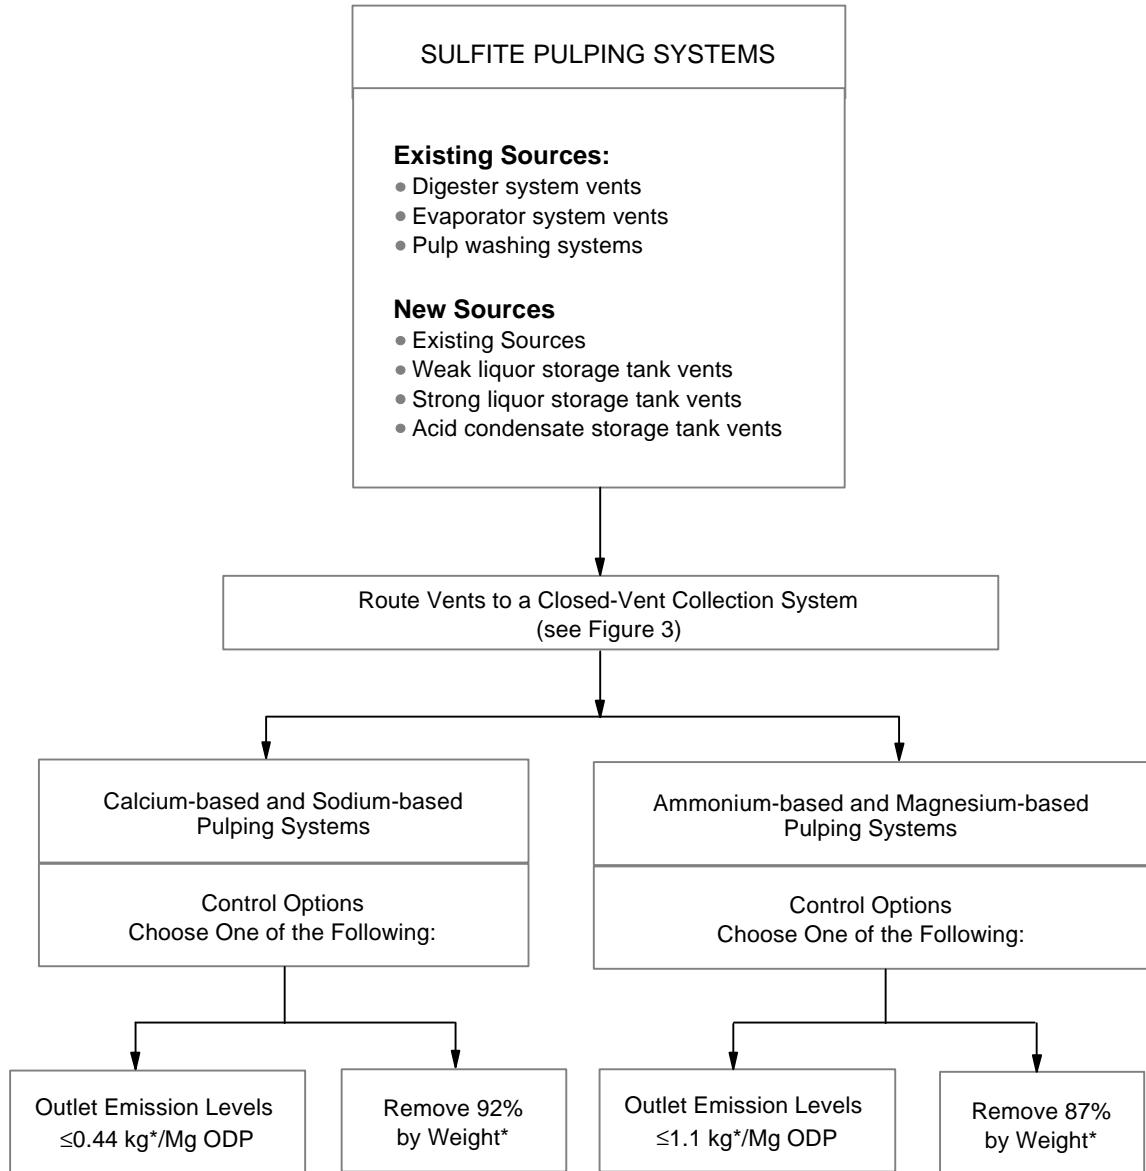 SULFITE PULPING SYSTEMS
Existing Sources:
● Digester system vents
● Evaporator system vents
● Pulp washing systems
New Sources
● Existing Sources
● Weak liquor storage tank vents
● Strong liquor storage tank vents
● Acid condensate storage tank vents
Route Vents to a Closed-Vent Collection System
(see Figure 3)
Calcium-based and Sodium-based
Pulping Systems
Control Options
Choose One of the Following:
Outlet Emission Levels
≤0.44 kg*/Mg ODP
Remove 92%
by Weight*
Ammonium-based and Magnesium-based
Pulping Systems
Control Options
Choose One of the Following:
Outlet Emission Levels
≤1.1 kg*/Mg ODP
Remove 87%
by Weight*